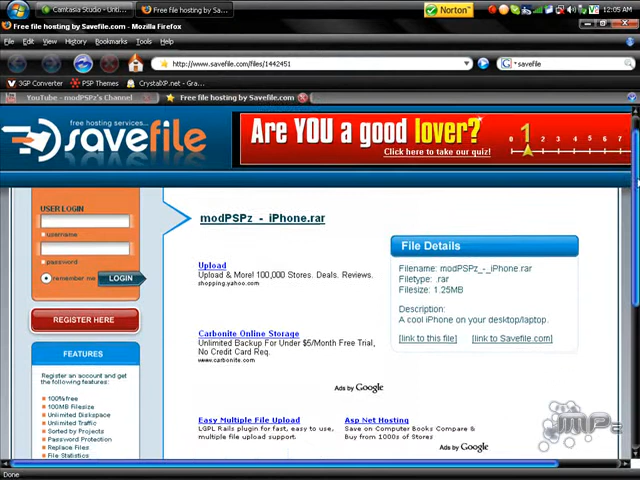 Camtasia Studio - Unti...
Free file hosting by Sa...
Norton™
12:05 AM
Free file hosting by Savefile.com - Mozilla Firefox
File Edit View History Bookmarks Tools Help
http://www.savefile.com/files/1442451
savefile
3GP Converter
PSP Themes
CrystalXP.net - Gra...
YouTube - modPSPz's Channel
Free file hosting by Savefile.com
free hosting services...
savefile
Are YOU a good lover?
Click here to take our quiz!
0 1 2 3 4 5 6 7
1
USER LOGIN
username
password
remember me
LOGIN
REGISTER HERE
FEATURES
Register an account and get
the following features:
100% free
100MB Filesize
Unlimited Diskspace
Unlimited Traffic
Sorted by Projects
Password Protection
Replace Files
File Statistics
modPSPz_-_iPhone.rar
Upload
Upload & More! 100,000 Stores. Deals. Reviews.
shopping.yahoo.com
Carbonite Online Storage
Unlimited Backup For Under $5/Month Free Trial,
No Credit Card Req.
www.carbonite.com
Ads by Google
Easy Multiple File Upload
LGPL Rails plugin for fast, easy to use,
multiple file upload support.
Asp Net Hosting
Save on Computer Books Compare &
Buy from 1000s of Stores
Ads by Google
File Details
Filename: modPSPz_-_iPhone.rar
Filetype: .rar
Filesize: 1.25MB
Description:
A cool iPhone on your desktop/laptop.
[link to this file]
[link to Savefile.com]
Done